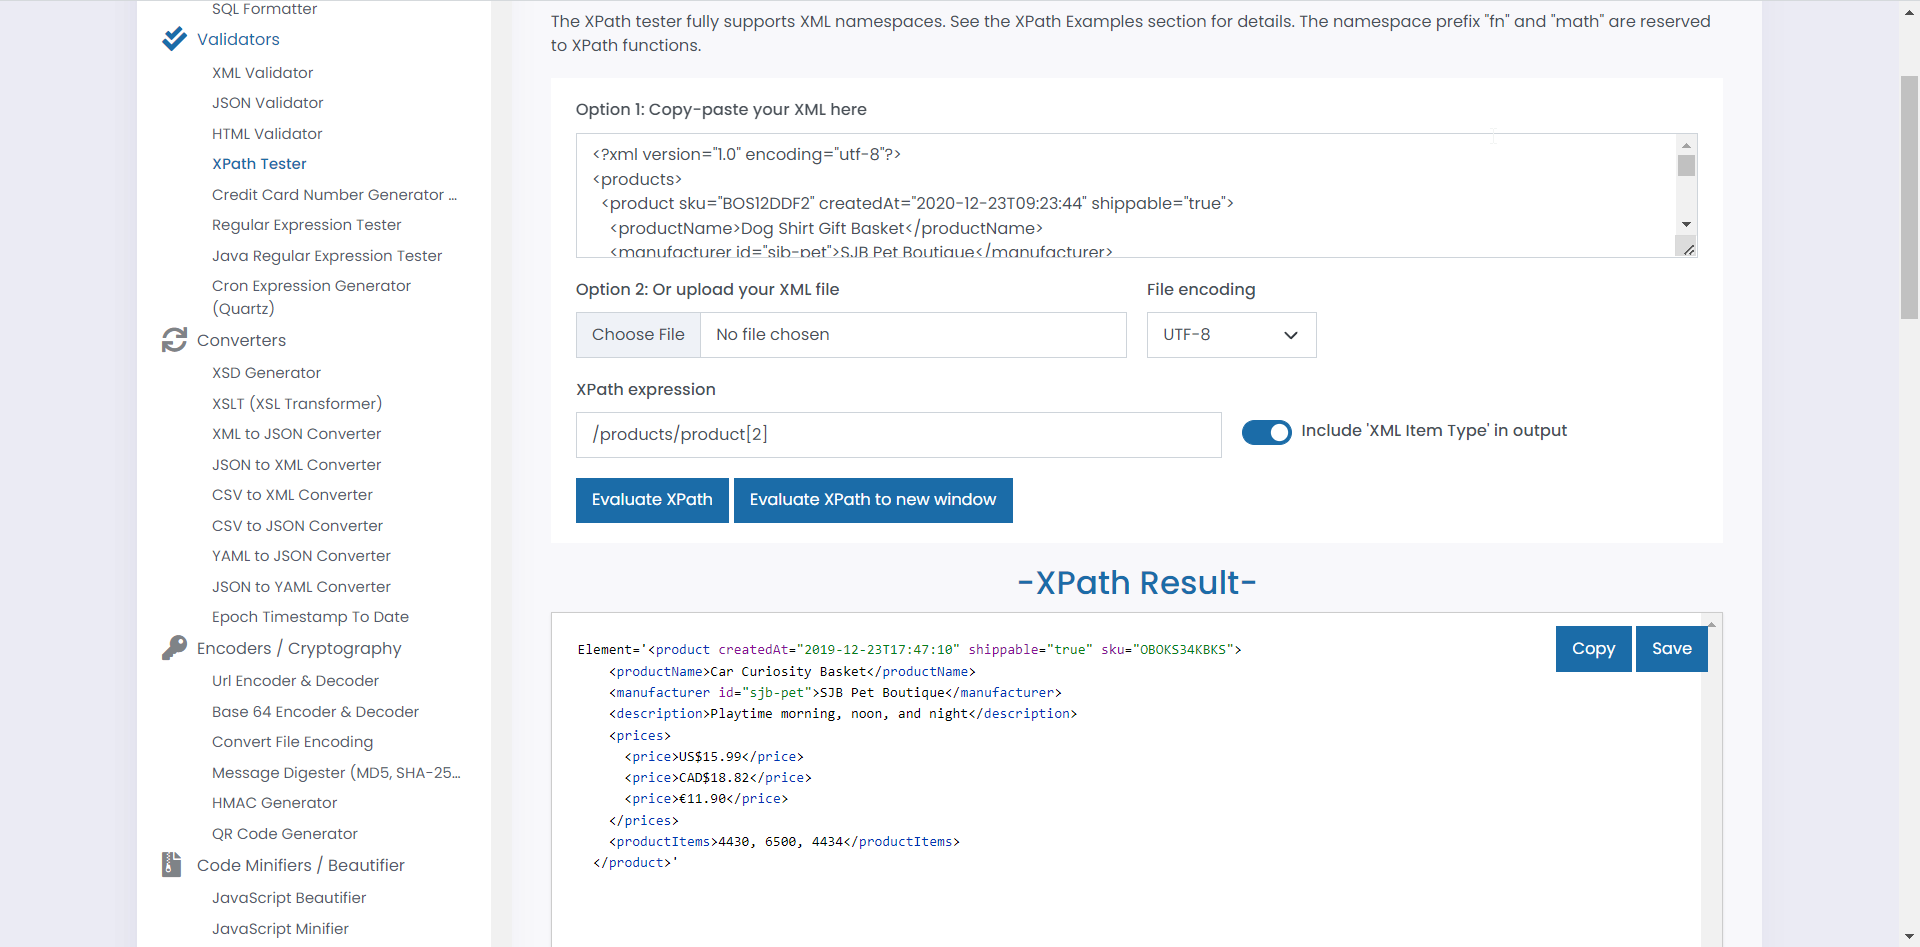 SQL Formatter
Validators
XML Validator
JSON Validator
HTML Validator
XPath Tester
Credit Card Number Generator ...
Regular Expression Tester
Java Regular Expression Tester
Cron Expression Generator
(Quartz)
Converters
XSD Generator
XSLT (XSL Transformer)
XML to JSON Converter
JSON to XML Converter
CSV to XML Converter
CSV to JSON Converter
YAML to JSON Converter
JSON to YAML Converter
Epoch Timestamp To Date
Encoders / Cryptography
Url Encoder & Decoder
Base 64 Encoder & Decoder
Convert File Encoding
Message Digester (MD5, SHA-25...
HMAC Generator
QR Code Generator
Code Minifiers / Beautifier
JavaScript Beautifier
JavaScript Minifier
The XPath tester fully supports XML namespaces. See the XPath Examples section for details. The namespace prefix "fn" and "math" are reserved
to XPath functions.
Option 1: Copy-paste your XML here
<?xml version="1.0" encoding="utf-8"?>
<products>
<product sku="BOS12DDF2" createdAt="2020-12-23T09:23:44" shippable="true">
<productName>Dog Shirt Gift Basket</productName>
<manufacturer id="sjb-pet">SJB Pet Boutique</manufacturer>
Option 2: Or upload your XML file
File encoding
Choose File No file chosen
UTF-8
XPath expression
/products/product[2]
Include 'XML Item Type' in output
Evaluate XPath
Evaluate XPath to new window
-XPath Result-
Copy
Save
Element='<product createdAt="2019-12-23T17:47:10" shippable="true" sku="OBOKS34KBKS">
<productName>Car Curiosity Basket</productName>
<manufacturer id="sjb-pet">SJB Pet Boutique</manufacturer>
<description>Playtime morning, noon, and night</description>
<prices>
<price>US$15.99</price>
<price>CAD$18.82</price>
<price>€11.90</price>
</prices>
<productItems>4430, 6500, 4434</productItems>
</product>'